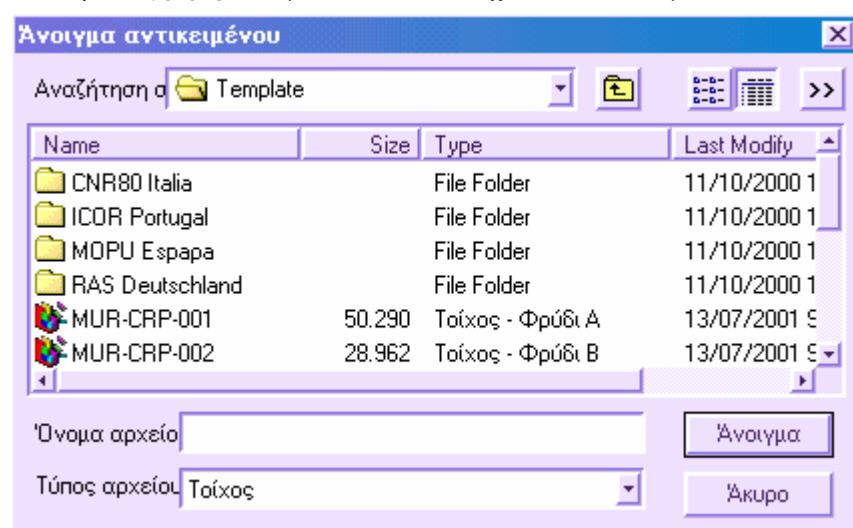 Άνοιγμα αντικειμένου
Αναζήτηση σ Template >>
Name Size Type Last Modify
CNR80 Italia File Folder 11/10/2000 1
ICOR Portugal File Folder 11/10/2000 1
MOPU Espapa File Folder 11/10/2000 1
RAS Deutschland File Folder 11/10/2000 1
MUR-CRP-001 50.290 Τοίχος - Φρύδι Α 13/07/2001 9
MUR-CRP-002 28.962 Τοίχος - Φρύδι Β 13/07/2001 9
Όνομα αρχείο Άνοιγμα
Τύπος αρχείου Τοίχος Άκυρο